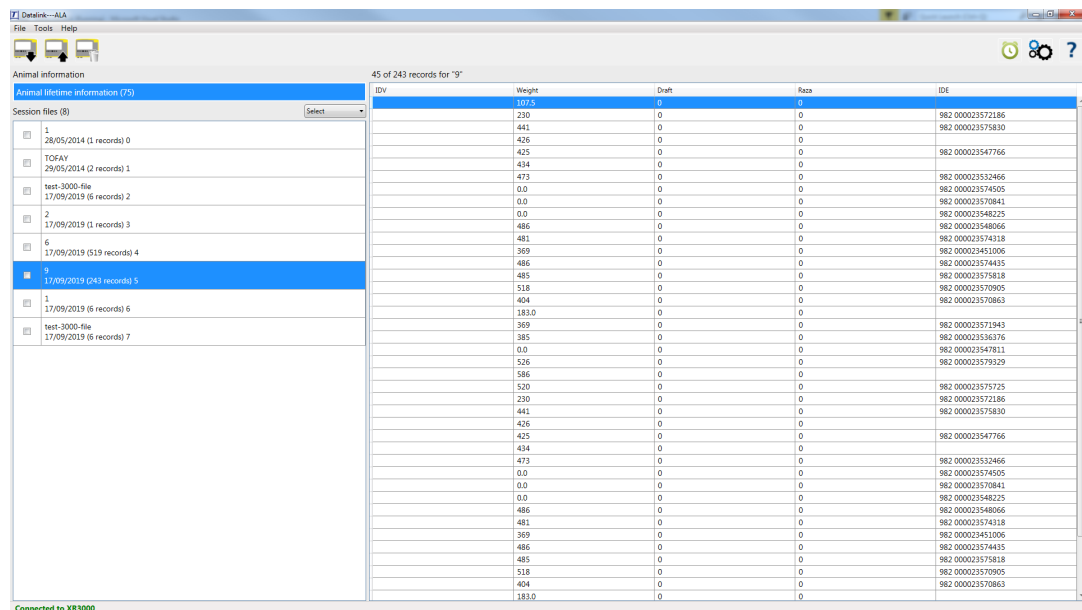 Datalink---ALA
File Tools Help
Animal information
Animal lifetime information (75)
Session files (8) Select
1
28/05/2014 (1 records) 0
TOFAY
29/05/2014 (2 records) 1
test-3000-file
17/09/2019 (6 records) 2
2
17/09/2019 (1 records) 3
6
17/09/2019 (519 records) 4
9
17/09/2019 (243 records) 5
1
17/09/2019 (6 records) 6
test-3000-file
17/09/2019 (6 records) 7
45 of 243 records for "9"
IDV Weight Draft Raza IDE
107.5 0 0
230 0 0 982 000023572186
441 0 0 982 000023575830
426 0 0
425 0 0 982 000023547766
434 0 0
473 0 0 982 000023532466
0.0 0 0 982 000023574505
0.0 0 0 982 000023570841
0.0 0 0 982 000023548225
486 0 0 982 000023548066
481 0 0 982 000023574318
369 0 0 982 000023451006
486 0 0 982 000023574435
485 0 0 982 000023575818
518 0 0 982 000023570905
404 0 0 982 000023570863
183.0 0 0
369 0 0 982 000023571943
385 0 0 982 000023536376
0.0 0 0 982 000023547811
526 0 0 982 000023579329
586 0 0
520 0 0 982 000023575725
230 0 0 982 000023572186
441 0 0 982 000023575830
426 0 0
425 0 0 982 000023547766
434 0 0
473 0 0 982 000023532466
0.0 0 0 982 000023574505
0.0 0 0 982 000023570841
0.0 0 0 982 000023548225
486 0 0 982 000023548066
481 0 0 982 000023574318
369 0 0 982 000023451006
486 0 0 982 000023574435
485 0 0 982 000023575818
518 0 0 982 000023570905
404 0 0 982 000023570863
183.0 0 0
Connected to XR3000